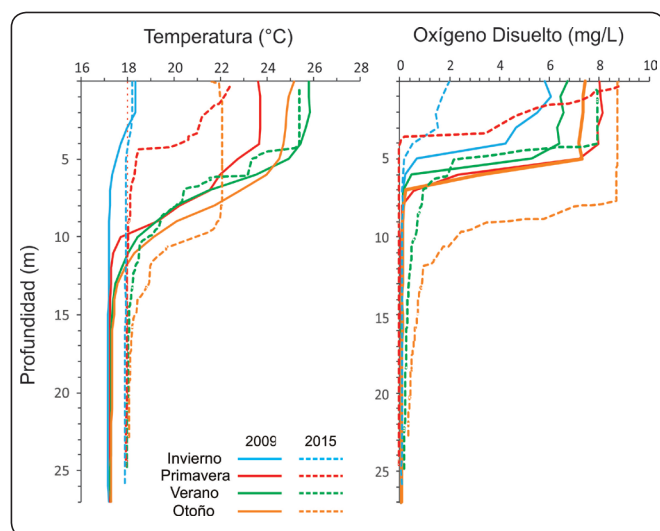 Temperatura (°C)
16 18 20 22 24 26 28
5
10
15
20
25
Profundidad (m)
Oxígeno Disuelto (mg/L)
0 2 4 6 8 10
5
10
15
20
25
2009 2015
Invierno
Primavera
Verano
Otoño